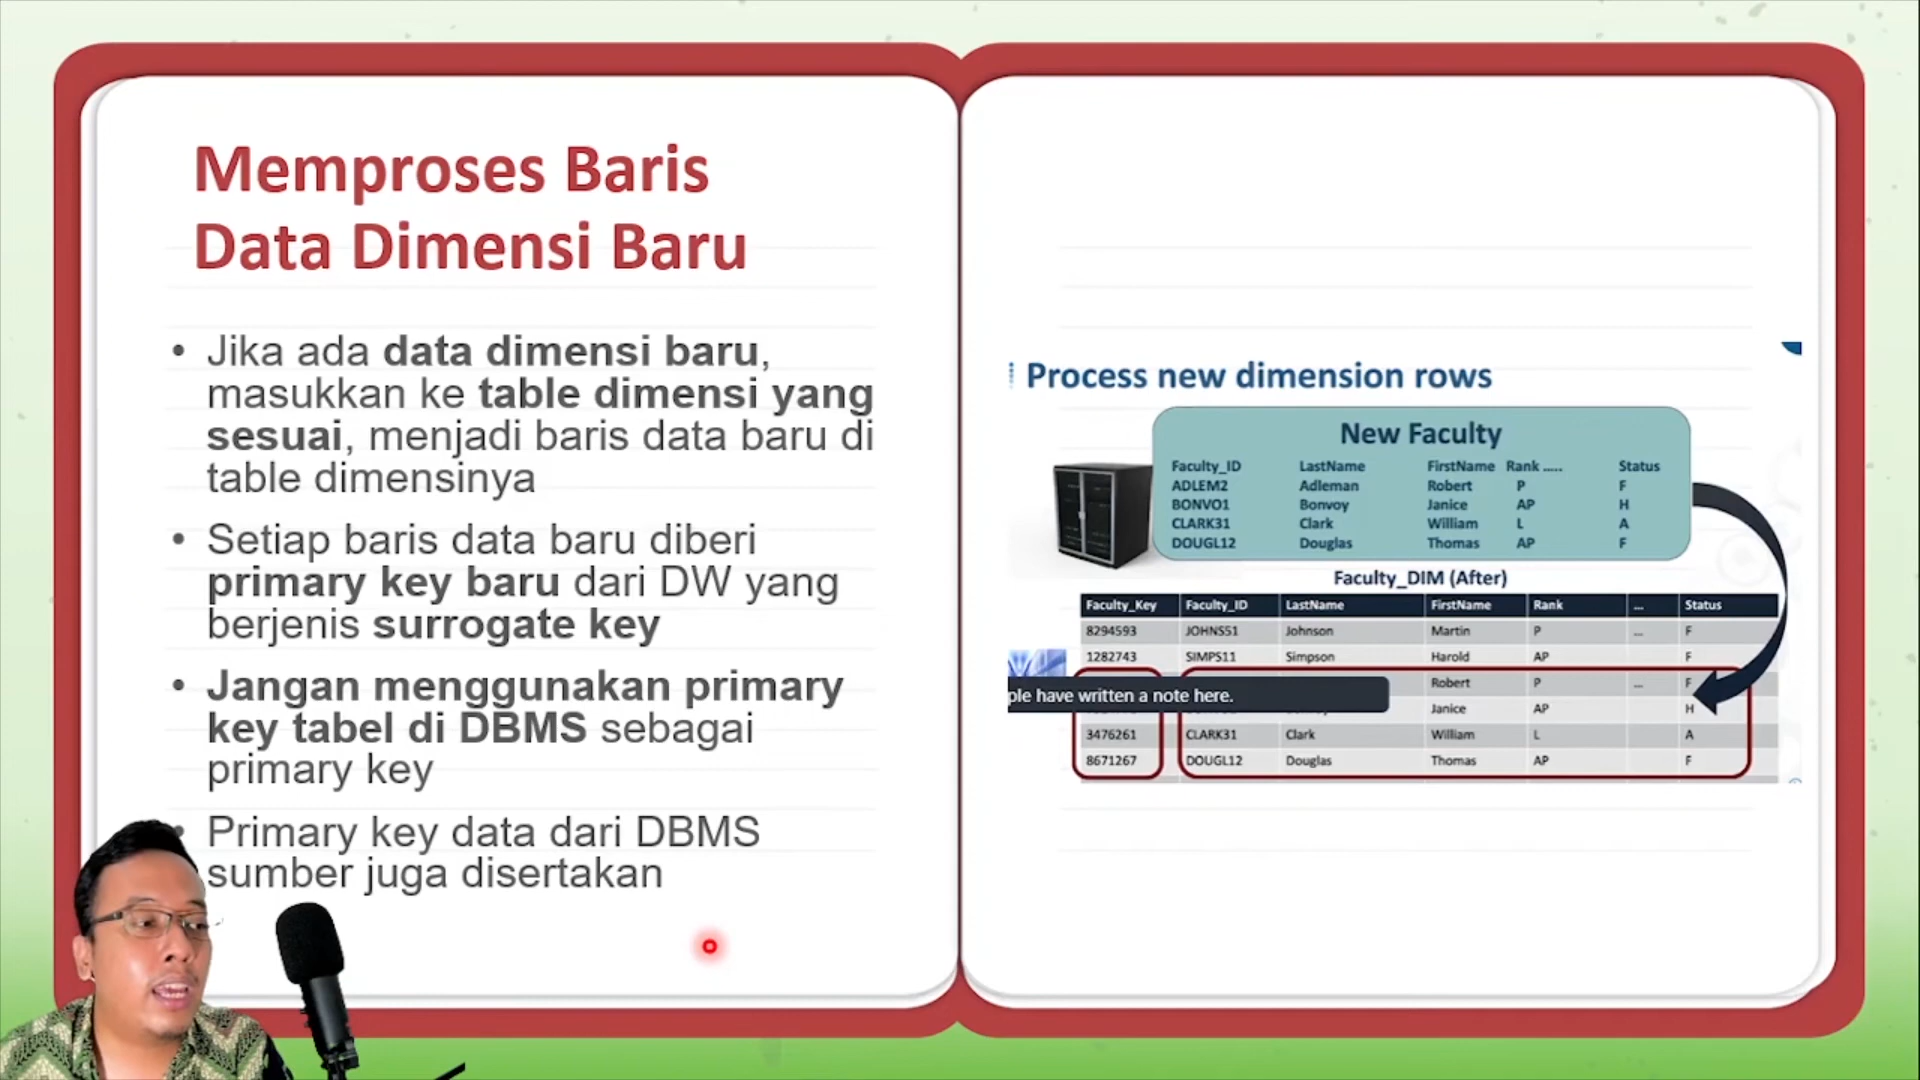 Memproses Baris
Data Dimensi Baru
• Jika ada data dimensi baru,
masukkan ke table dimensi yang
sesuai, menjadi baris data baru di
table dimensinya
• Setiap baris data baru diberi
primary key baru dari DW yang
berjenis surrogate key
• Jangan menggunakan primary
key tabel di DBMS sebagai
primary key
• Primary key data dari DBMS
sumber juga disertakan
Process new dimension rows
New Faculty
Faculty_ID LastName FirstName Rank ..... Status
ADLEM2 Adleman Robert P F
BONVO1 Bonvoy Janice AP H
CLARK31 Clark William L A
DOUGL12 Douglas Thomas AP F
Faculty_DIM (After)
Faculty_Key Faculty_ID LastName FirstName Rank ... Status
8294593 JOHNS51 Johnson Martin P ... F
1282743 SIMPS11 Simpson Harold AP F
Robert P ... F
ple have written a note here.
Janice AP H
3476261 CLARK31 Clark William L A
8671267 DOUGL12 Douglas Thomas AP F